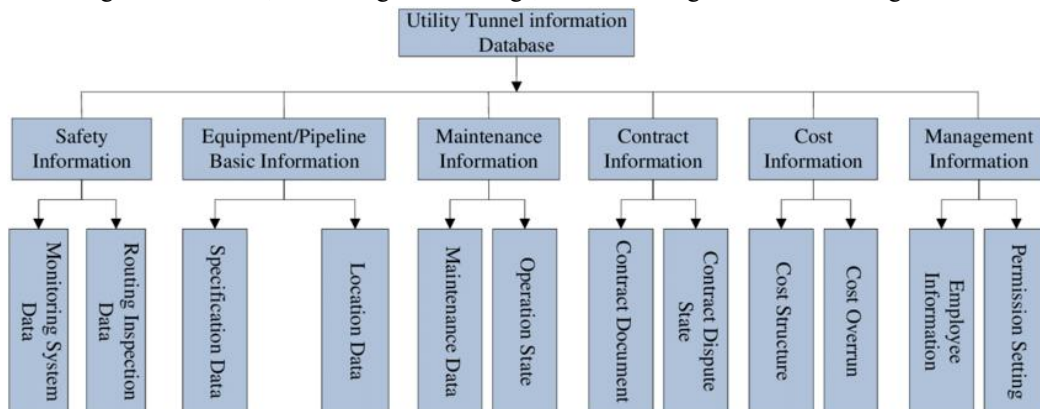 Utility Tunnel information
Database
Safety
Information
Equipment/Pipeline
Basic Information
Maintenance
Information
Contract
Information
Cost
Information
Management
Information
Monitoring System
Data
Routing Inspection
Data
Specification Data
Location Data
Maintenance Data
Operation State
Contract Document
Contract Dispute
State
Cost Structure
Cost Overrun
Employee
Information
Permission Setting